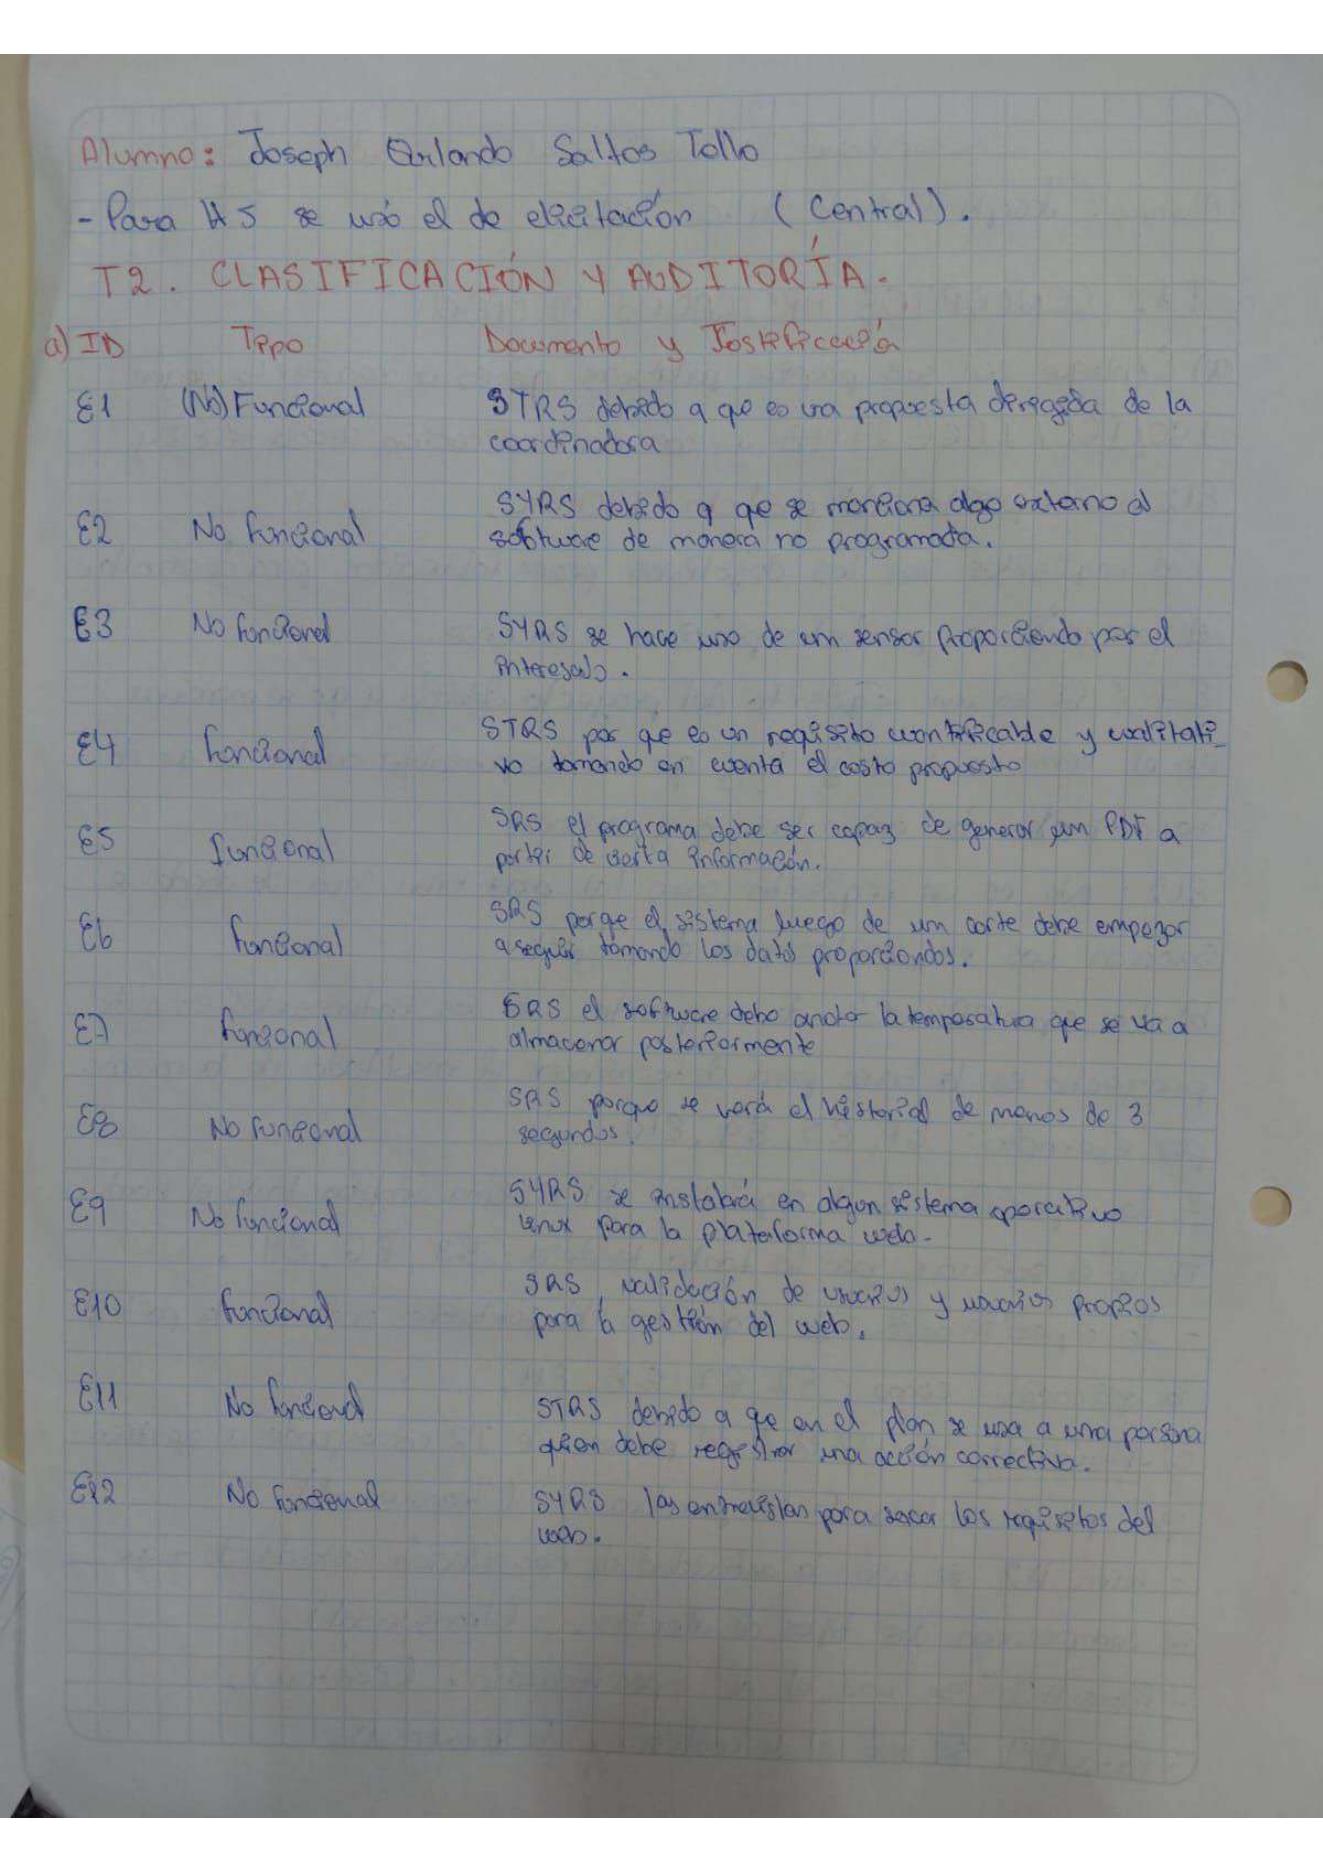 Alumno: Joseph Orlando Saltos Tollo
- Para H5 se usó el de elicitación (Central).
T2. CLASIFICACIÓN Y AUDITORÍA.
a) ID Tipo Documento y Justificación
E1 (No) Funcional STRS debido a que es una propuesta dirigida de la
coordinadora
E2 No funcional SYRS debido a que se menciona algo externo al
software de manera no programada.
E3 No funcional SYRS se hace uso de um sensor proporciondo por el
interesado.
E4 funcional STRS por que es un requisito cuantificable y cualitati-
vo tomando en cuenta el costo propuesto
E5 funcional SRS el programa debe ser capaz de generar um PDF a
partir de cierta información.
E6 funcional SRS porqe el sistema luego de um corte debe empezar
a seguir tomando los datos proporciondos.
E7 funcional SRS el software debe anotar la temperatura que se va a
almacenar posteriormente
E8 No funcional SRS porque se verá el historial de menos de 3
segundos.
E9 No funcional SYRS se instalará en algun sistema operativo
Linux para la plataforma web.
E10 funcional SRS, validación de usuarios y usuarios propios
para la gestión del web.
E11 No funcional STRS debido a qe en el plan se usa a una persona
quien debe registrar una acción correctiva.
E12 No funcional SYRS las entrevistas para sacar los requisitos del
web.